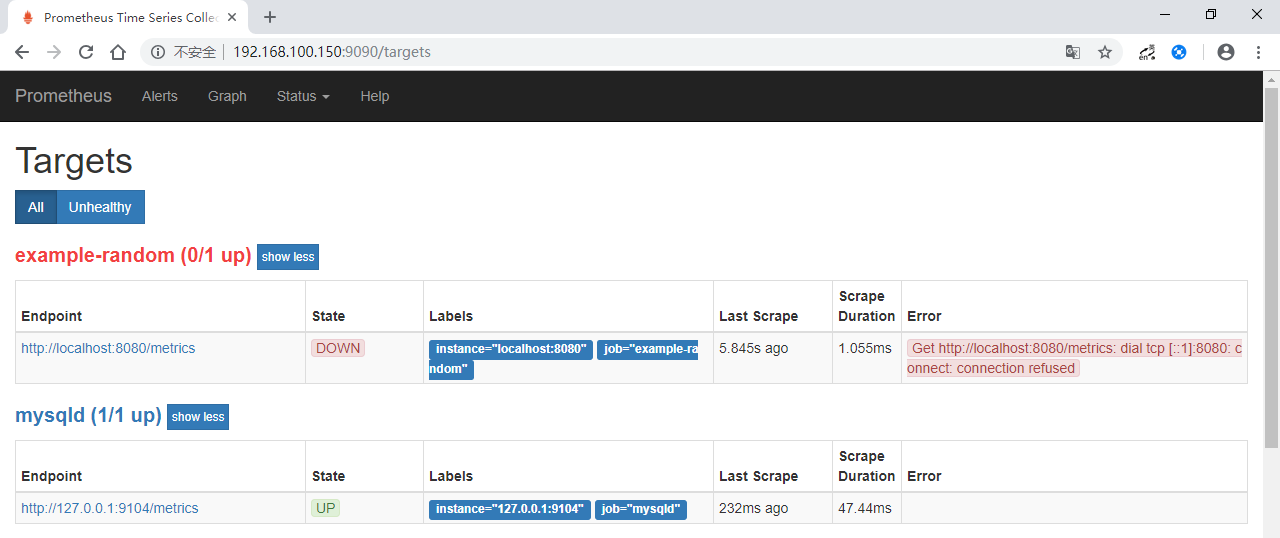 Prometheus Time Series Collec
不安全 192.168.100.150:9090/targets
en
Prometheus Alerts Graph Status Help
Targets
All Unhealthy
example-random (0/1 up) show less
Scrape
Endpoint State Labels Last Scrape Duration Error
http://localhost:8080/metrics DOWN instance="localhost:8080" job="example-ra 5.845s ago 1.055ms Get http://localhost:8080/metrics: dial tcp [::1]:8080: c
ndom" onnect: connection refused
mysqld (1/1 up) show less
Scrape
Endpoint State Labels Last Scrape Duration Error
http://127.0.0.1:9104/metrics UP instance="127.0.0.1:9104" job="mysqld" 232ms ago 47.44ms